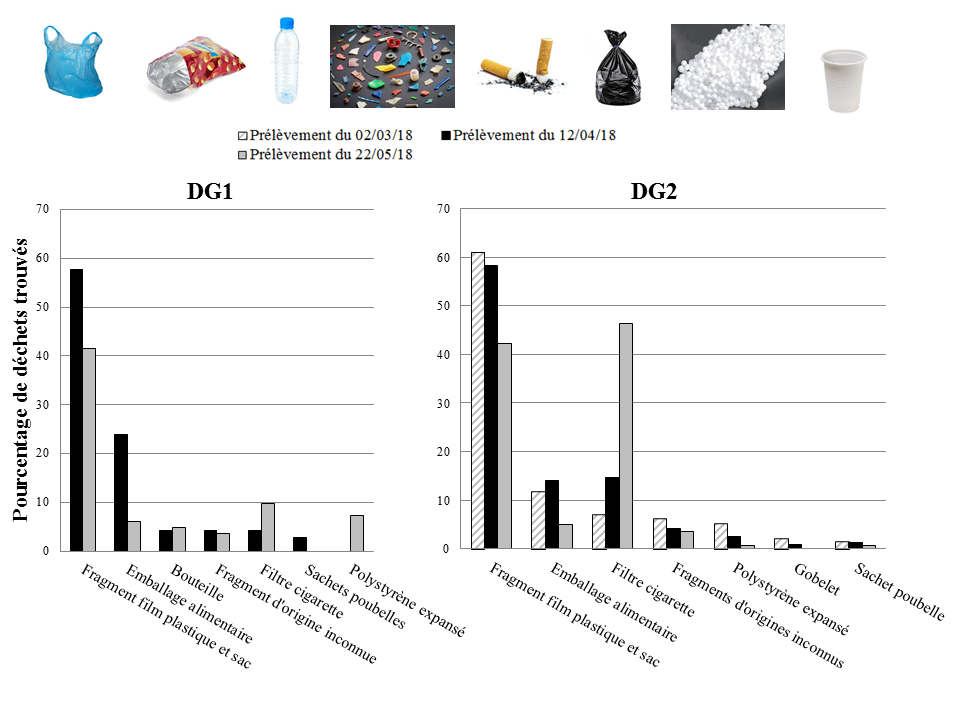 Prélèvement du 02/03/18
Prélèvement du 12/04/18
Prélèvement du 22/05/18
DG1
DG2
Pourcentage de déchets trouvés
70
60
50
40
30
20
10
0
Fragment film plastique et sac
Emballage alimentaire
Bouteille
Fragment d'origine inconnue
Filtre cigarette
Sachets poubelles
Polystyrène expansé
70
60
50
40
30
20
10
0
Fragment film plastique et sac
Emballage alimentaire
Filtre cigarette
Fragments d'origines inconnus
Polystyrène expansé
Gobelet
Sachet poubelle